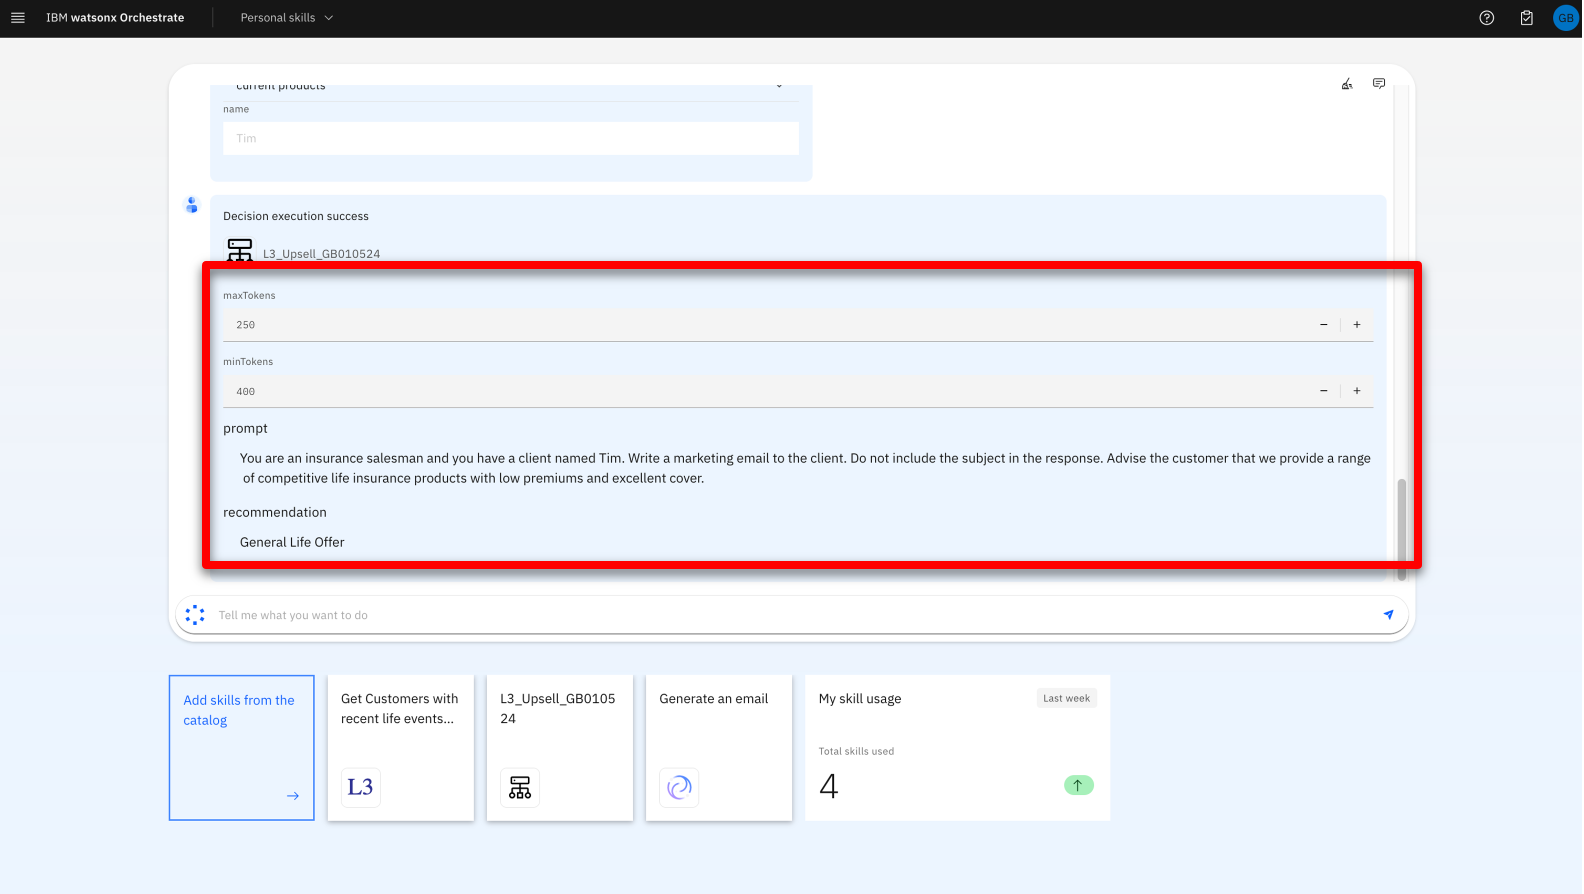 IBM watsonx Orchestrate
Personal skills
GB
current products
name
Tim
Decision execution success
L3_Upsell_GB010524
maxTokens
250
minTokens
400
prompt
You are an insurance salesman and you have a client named Tim. Write a marketing email to the client. Do not include the subject in the response. Advise the customer that we provide a range
of competitive life insurance products with low premiums and excellent cover.
recommendation
General Life Offer
Tell me what you want to do
Add skills from the
catalog
Get Customers with
recent life events...
L3
L3_Upsell_GB0105
24
Generate an email
My skill usage
Last week
Total skills used
4